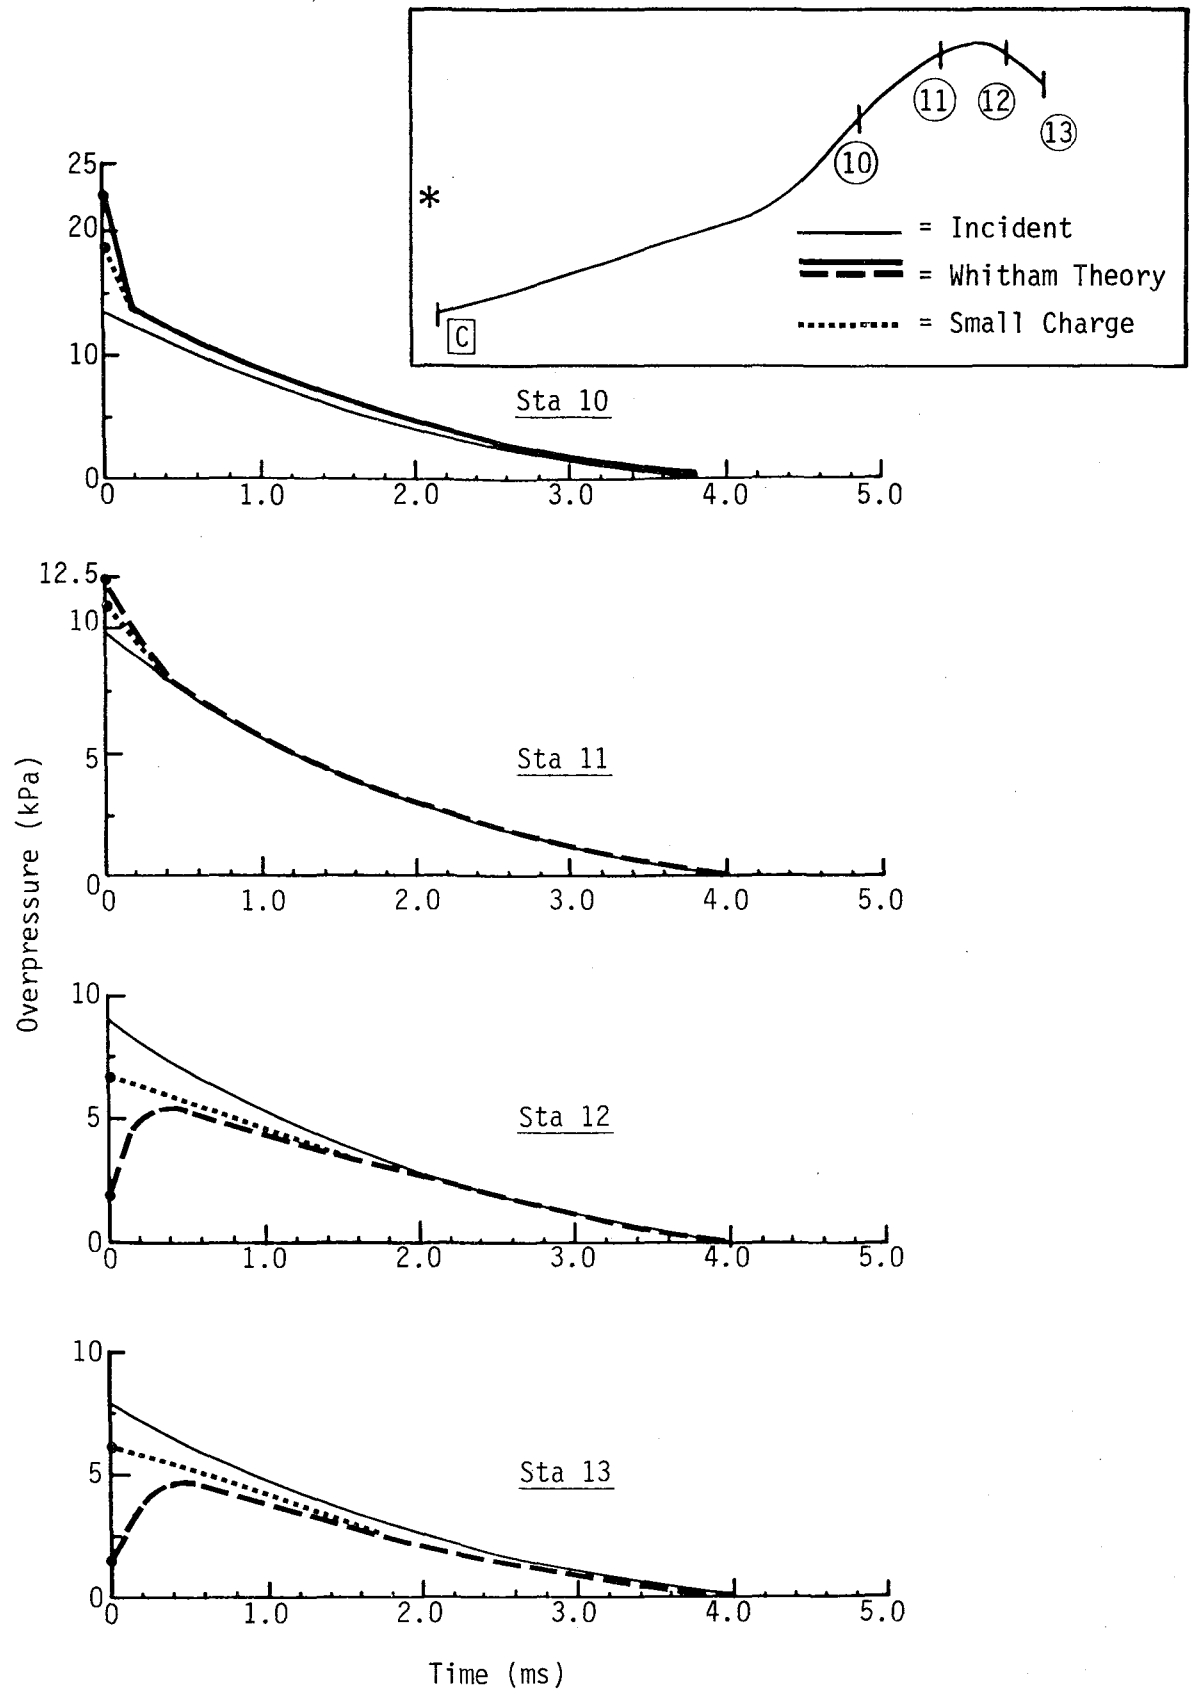 11
12
13
10
*
C
= Incident
= Whitham Theory
= Small Charge
25
20
10
0
Sta 10
0 1.0 2.0 3.0 4.0 5.0
12.5
10
5
0
Sta 11
0 1.0 2.0 3.0 4.0 5.0
Overpressure (kPa)
10
5
0
Sta 12
0 1.0 2.0 3.0 4.0 5.0
10
5
0
Sta 13
0 1.0 2.0 3.0 4.0 5.0
Time (ms)